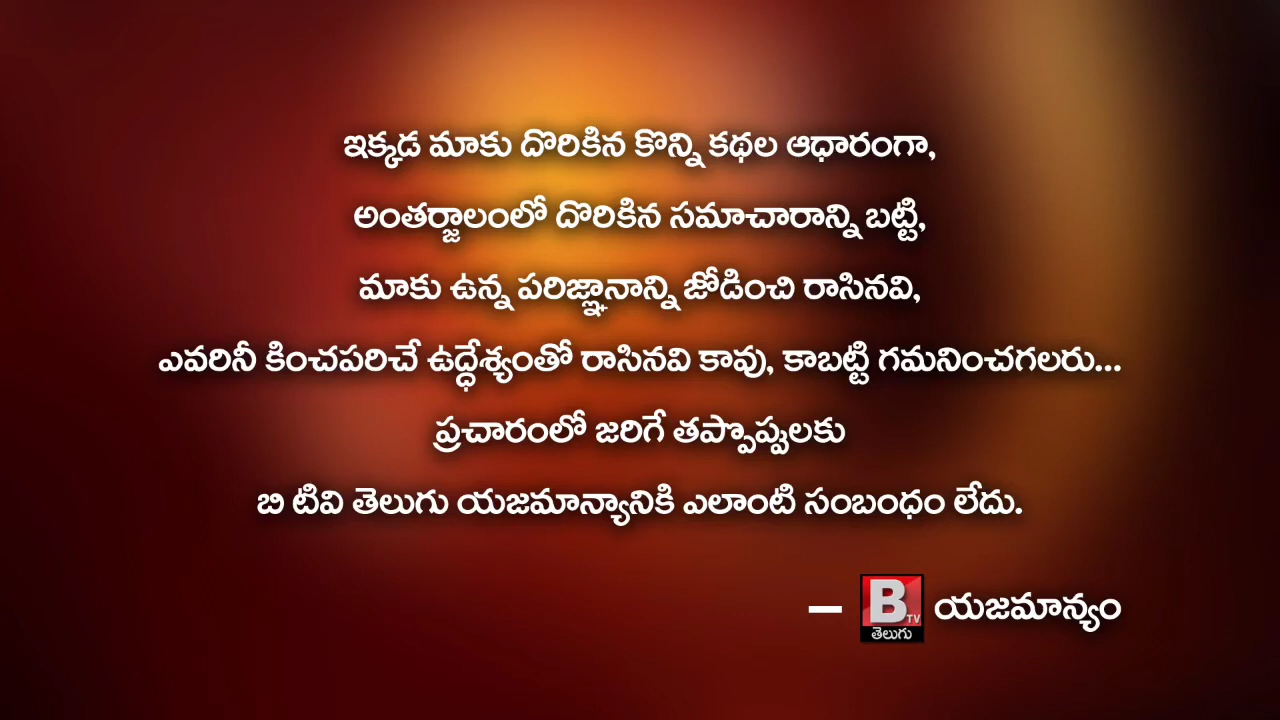 ఇక్కడ మాకు దొరికిన కొన్ని కథల ఆధారంగా,
అంతర్జాలంలో దొరికిన సమాచారాన్ని బట్టి,
మాకు ఉన్న పరిజ్ఞానాన్ని జోడించి రాసినవి,
ఎవరినీ కించపరిచే ఉద్ధేశ్యంతో రాసినవి కావు, కాబట్టి గమనించగలరు...
ప్రచారంలో జరిగే తప్పొప్పులకు
బి టివి తెలుగు యజమాన్యానికి ఎలాంటి సంబంధం లేదు.
– B TV తెలుగు యజమాన్యం